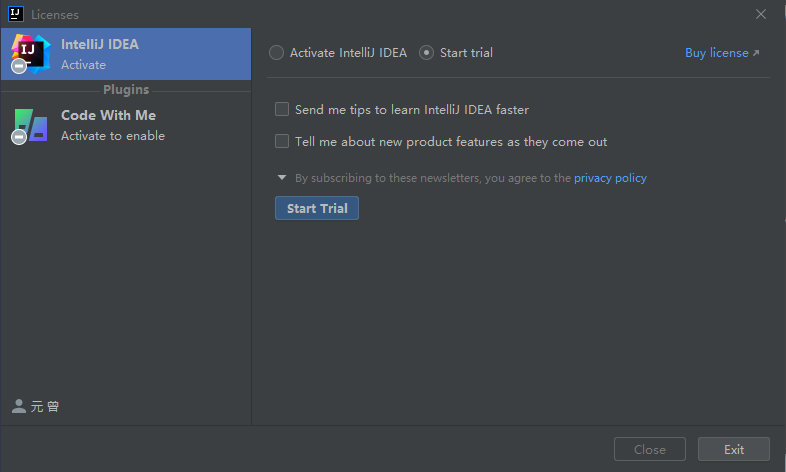 Licenses
IntelliJ IDEA
Activate
Plugins
Code With Me
Activate to enable
元 曾
Activate IntelliJ IDEA
Start trial
Buy license
Send me tips to learn IntelliJ IDEA faster
Tell me about new product features as they come out
By subscribing to these newsletters, you agree to the privacy policy
Start Trial
Close
Exit